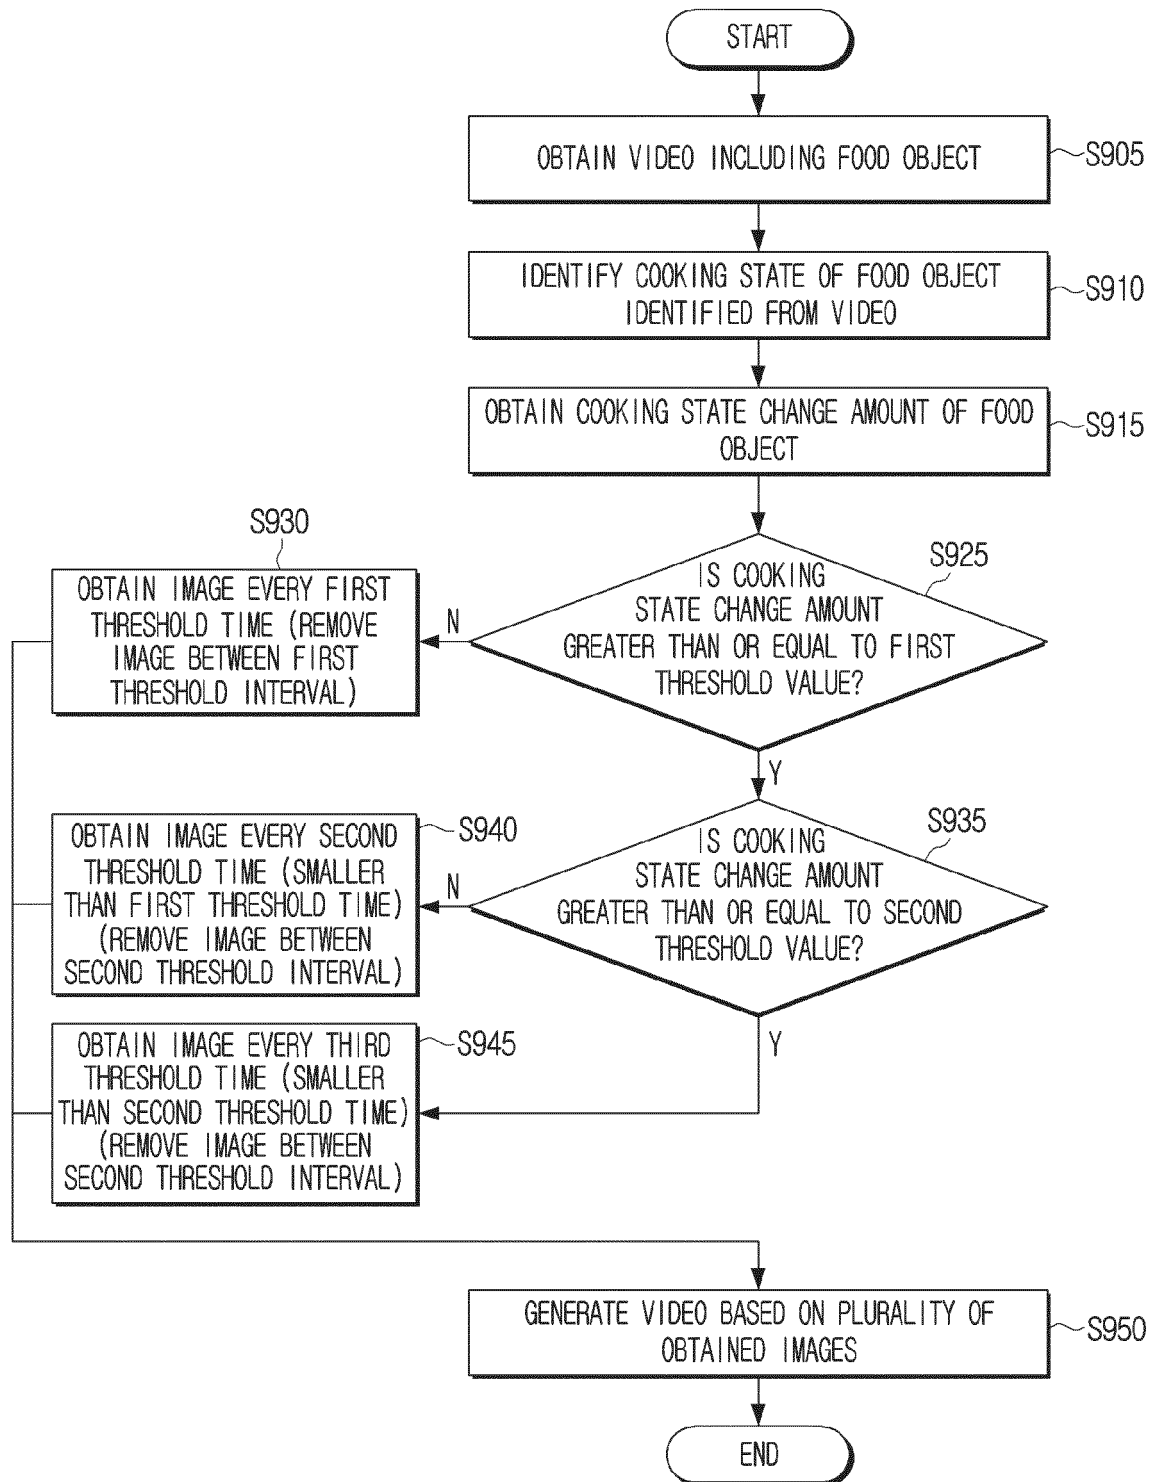 START
OBTAIN VIDEO INCLUDING FOOD OBJECT
S905
IDENTIFY COOKING STATE OF FOOD OBJECT
IDENTIFIED FROM VIDEO
S910
OBTAIN COOKING STATE CHANGE AMOUNT OF FOOD
OBJECT
S915
IS COOKING
STATE CHANGE AMOUNT
GREATER THAN OR EQUAL TO FIRST
THRESHOLD VALUE?
S925
N
S930
OBTAIN IMAGE EVERY FIRST
THRESHOLD TIME (REMOVE
IMAGE BETWEEN FIRST
THRESHOLD INTERVAL)
Y
IS COOKING
STATE CHANGE AMOUNT
GREATER THAN OR EQUAL TO SECOND
THRESHOLD VALUE?
S935
N
OBTAIN IMAGE EVERY SECOND
THRESHOLD TIME (SMALLER
THAN FIRST THRESHOLD TIME)
(REMOVE IMAGE BETWEEN
SECOND THRESHOLD INTERVAL)
S940
Y
OBTAIN IMAGE EVERY THIRD
THRESHOLD TIME (SMALLER
THAN SECOND THRESHOLD TIME)
(REMOVE IMAGE BETWEEN
SECOND THRESHOLD INTERVAL)
S945
GENERATE VIDEO BASED ON PLURALITY OF
OBTAINED IMAGES
S950
END